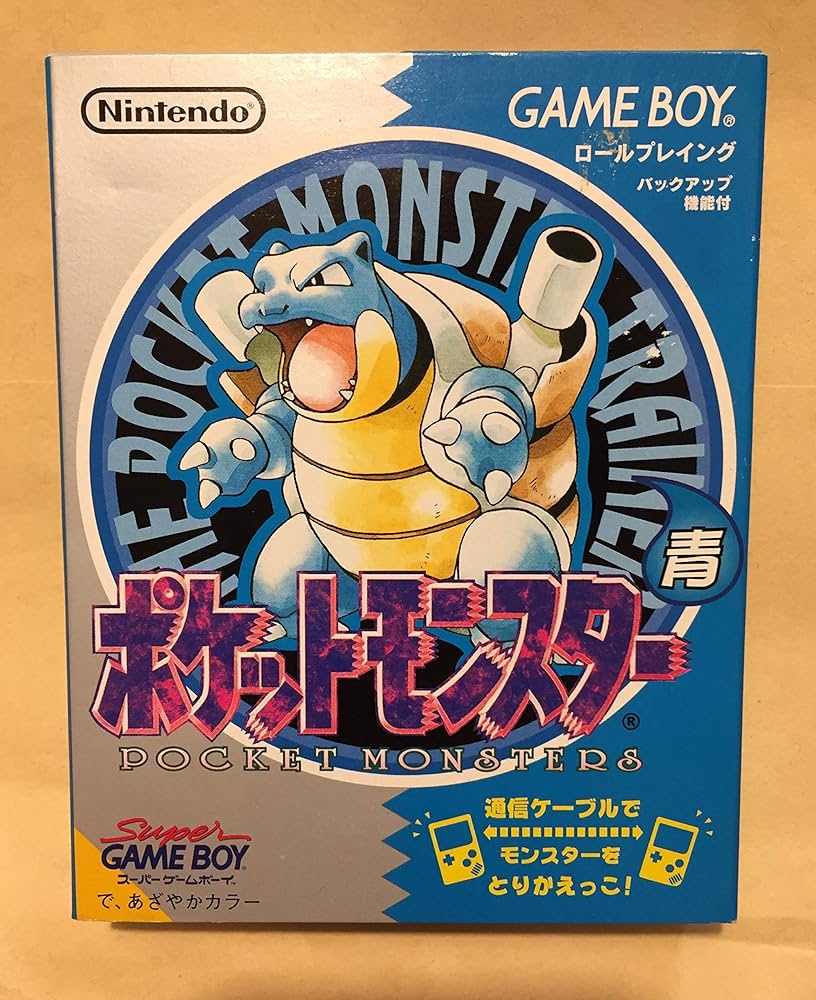 Nintendo®
GAME BOY®
ロールプレイング
バックアップ
機能付
THE POCKET MONSTER TRAINER
青
ポケットモンスター®
POCKET MONSTERS
Super
GAME BOY
スーパーゲームボーイ™
で、あざやかカラー
通信ケーブルで
モンスターを
とりかえっこ!